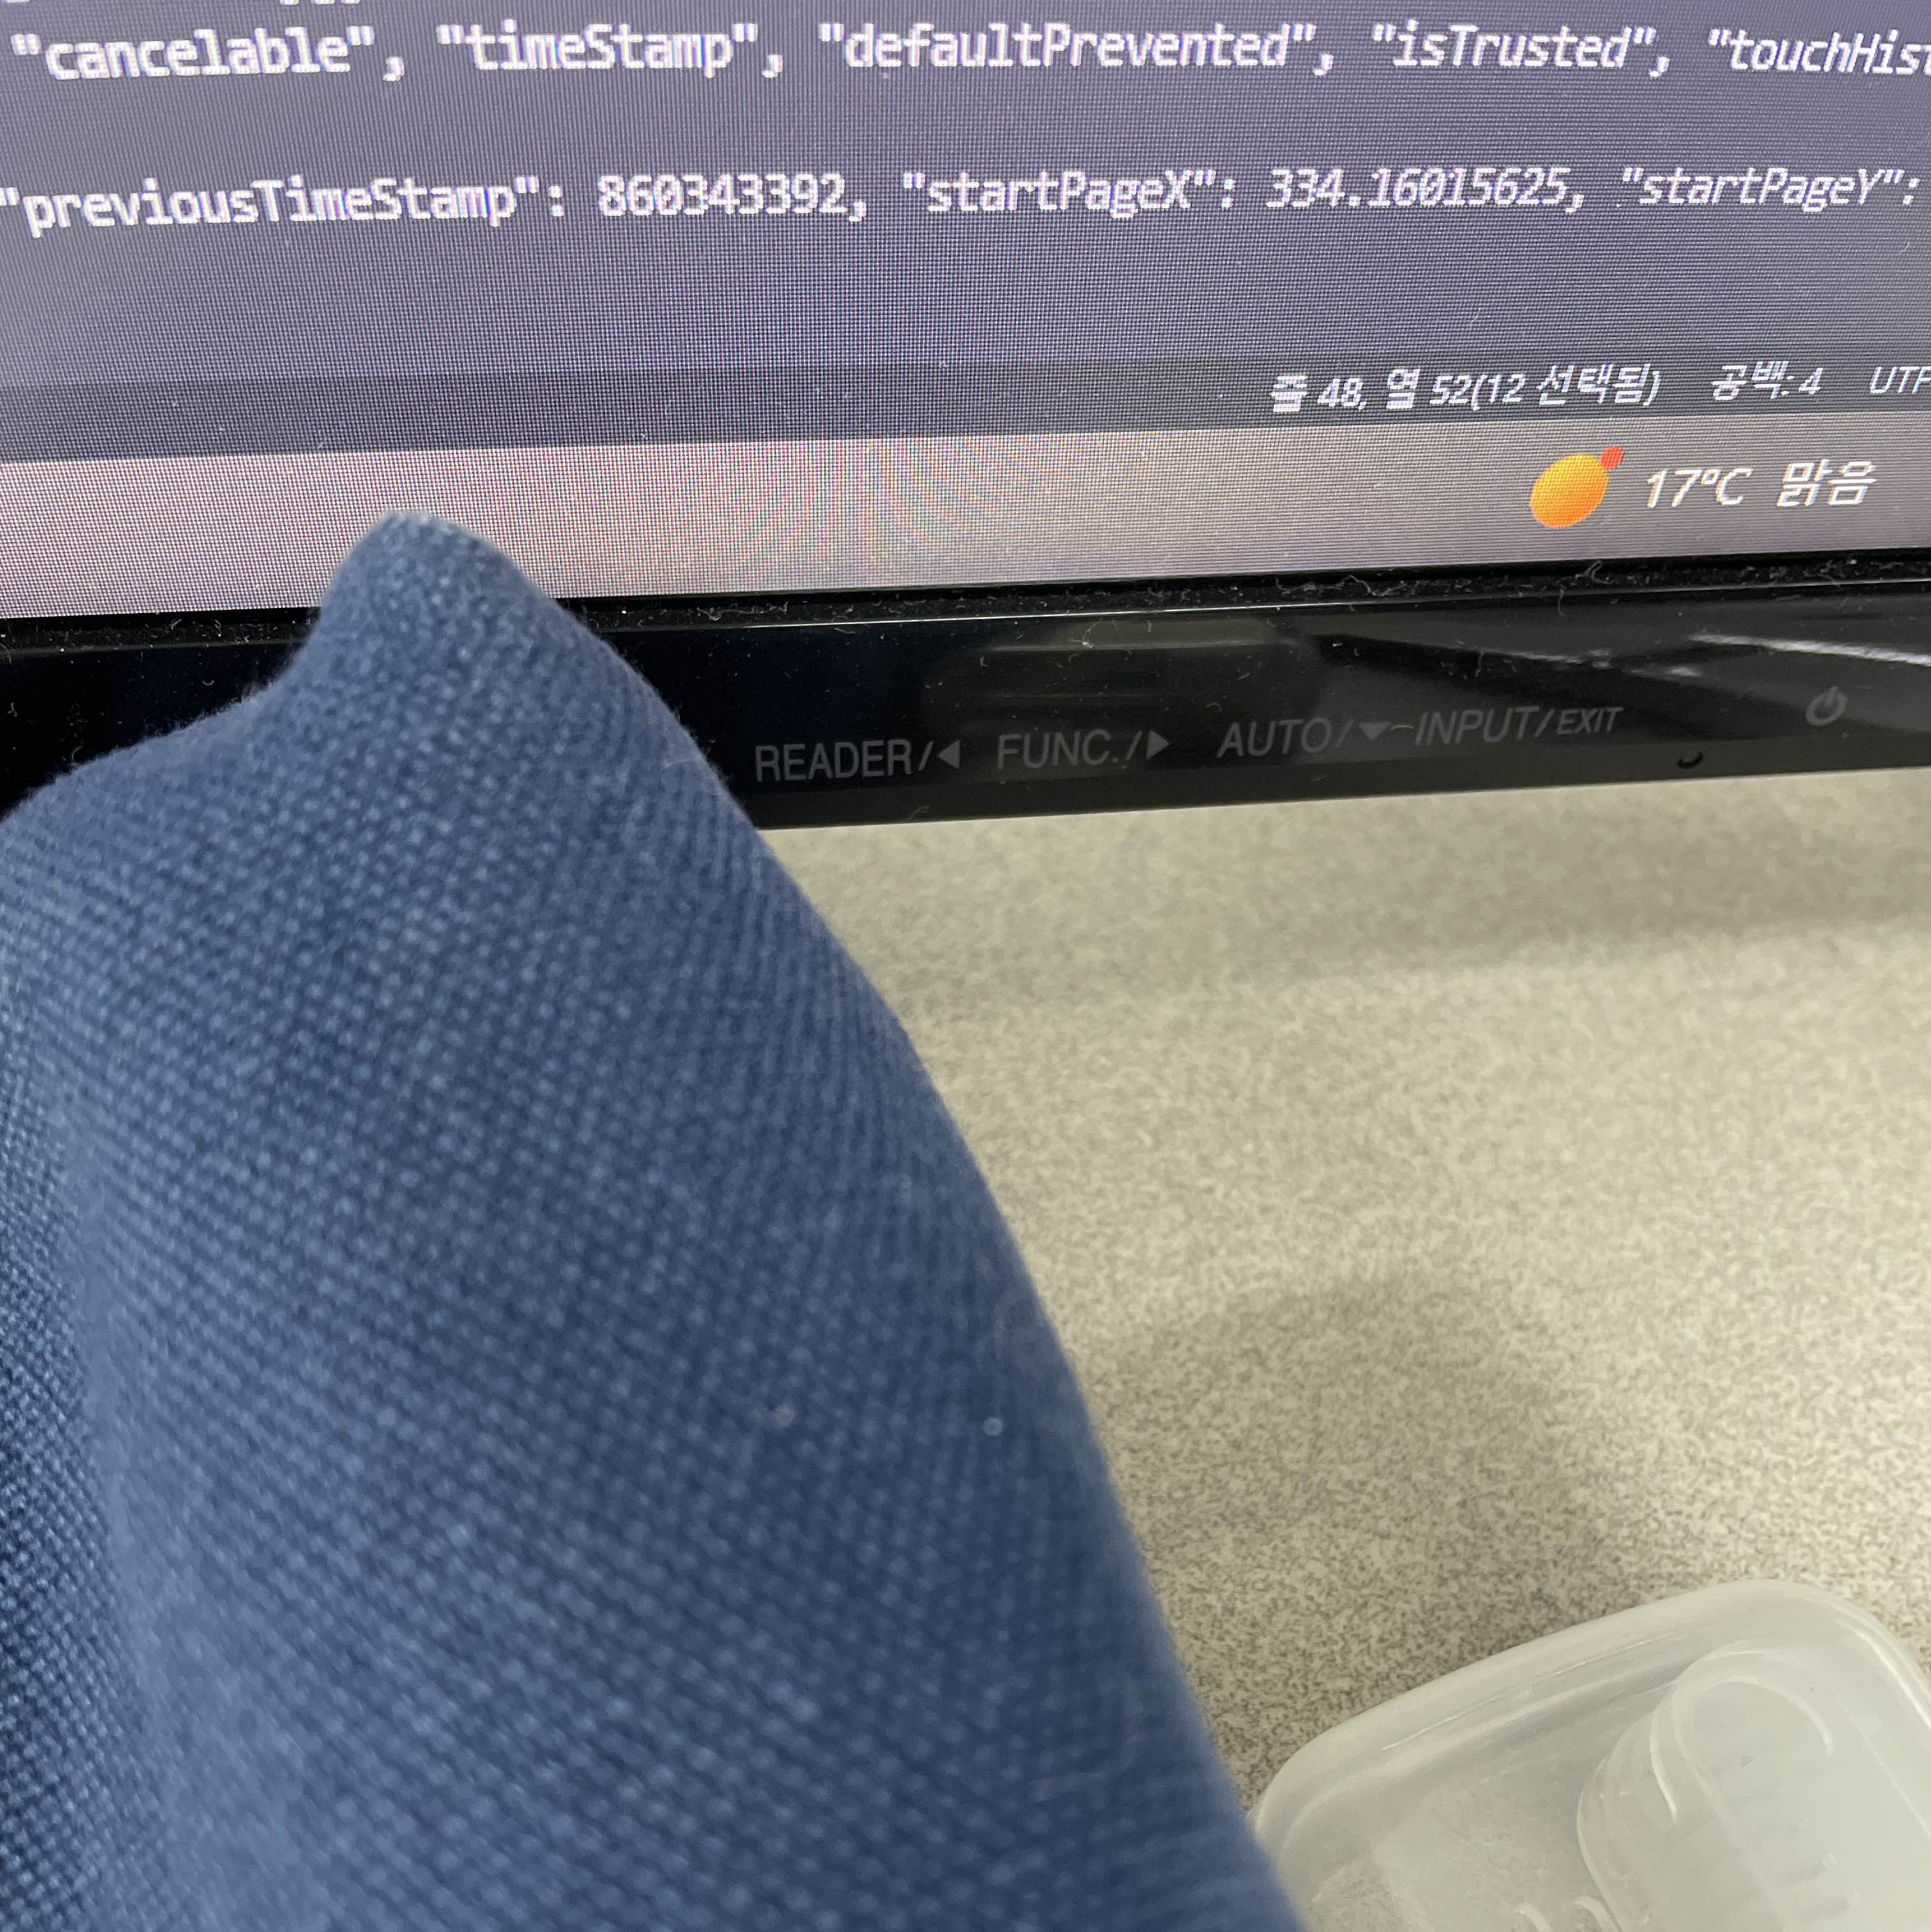 "cancelable", "timeStamp", "defaultPrevented", "isTrusted", "touchHist
"previousTimeStamp": 860343392, "startPageX": 334.16015625, "startPageY":
줄 48, 열 52(12 선택됨) 공백: 4 UTF
17°C 맑음
READER/◀ FUNC./▶ AUTO/▼ INPUT/EXIT